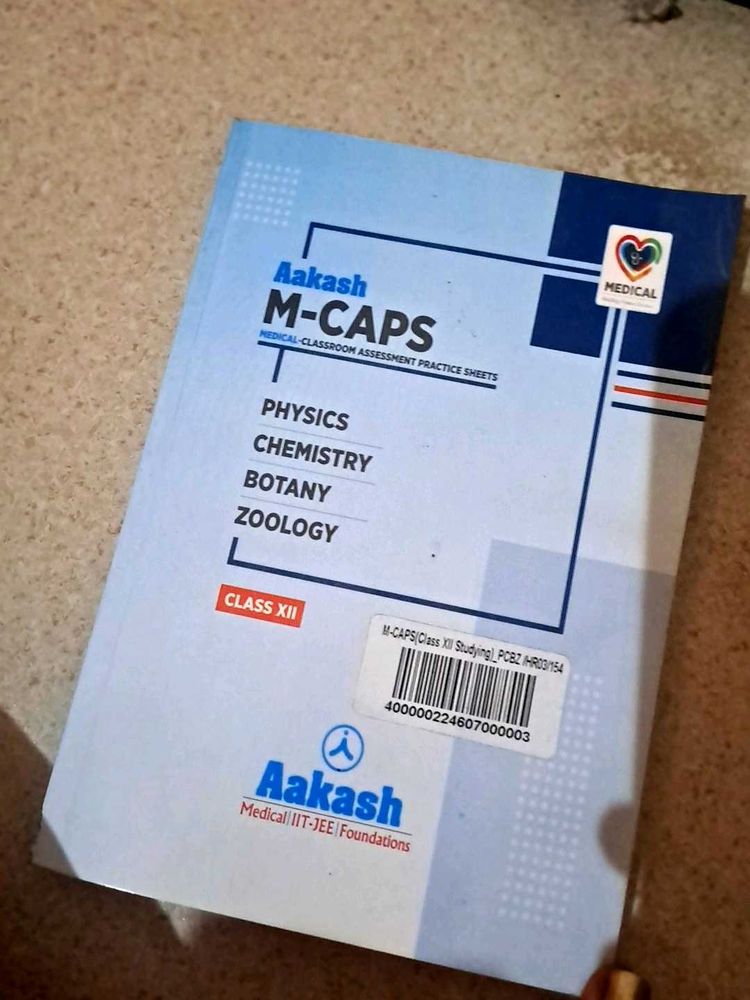 MEDICAL
Aakash
M-CAPS
MEDICAL-CLASSROOM ASSESSMENT PRACTICE SHEETS
PHYSICS
CHEMISTRY
BOTANY
ZOOLOGY
CLASS XII
M-CAPS(Class XII Studying)_PCBZ /HR03/154
400000224607000003
Aakash
Medical|IIT-JEE|Foundations